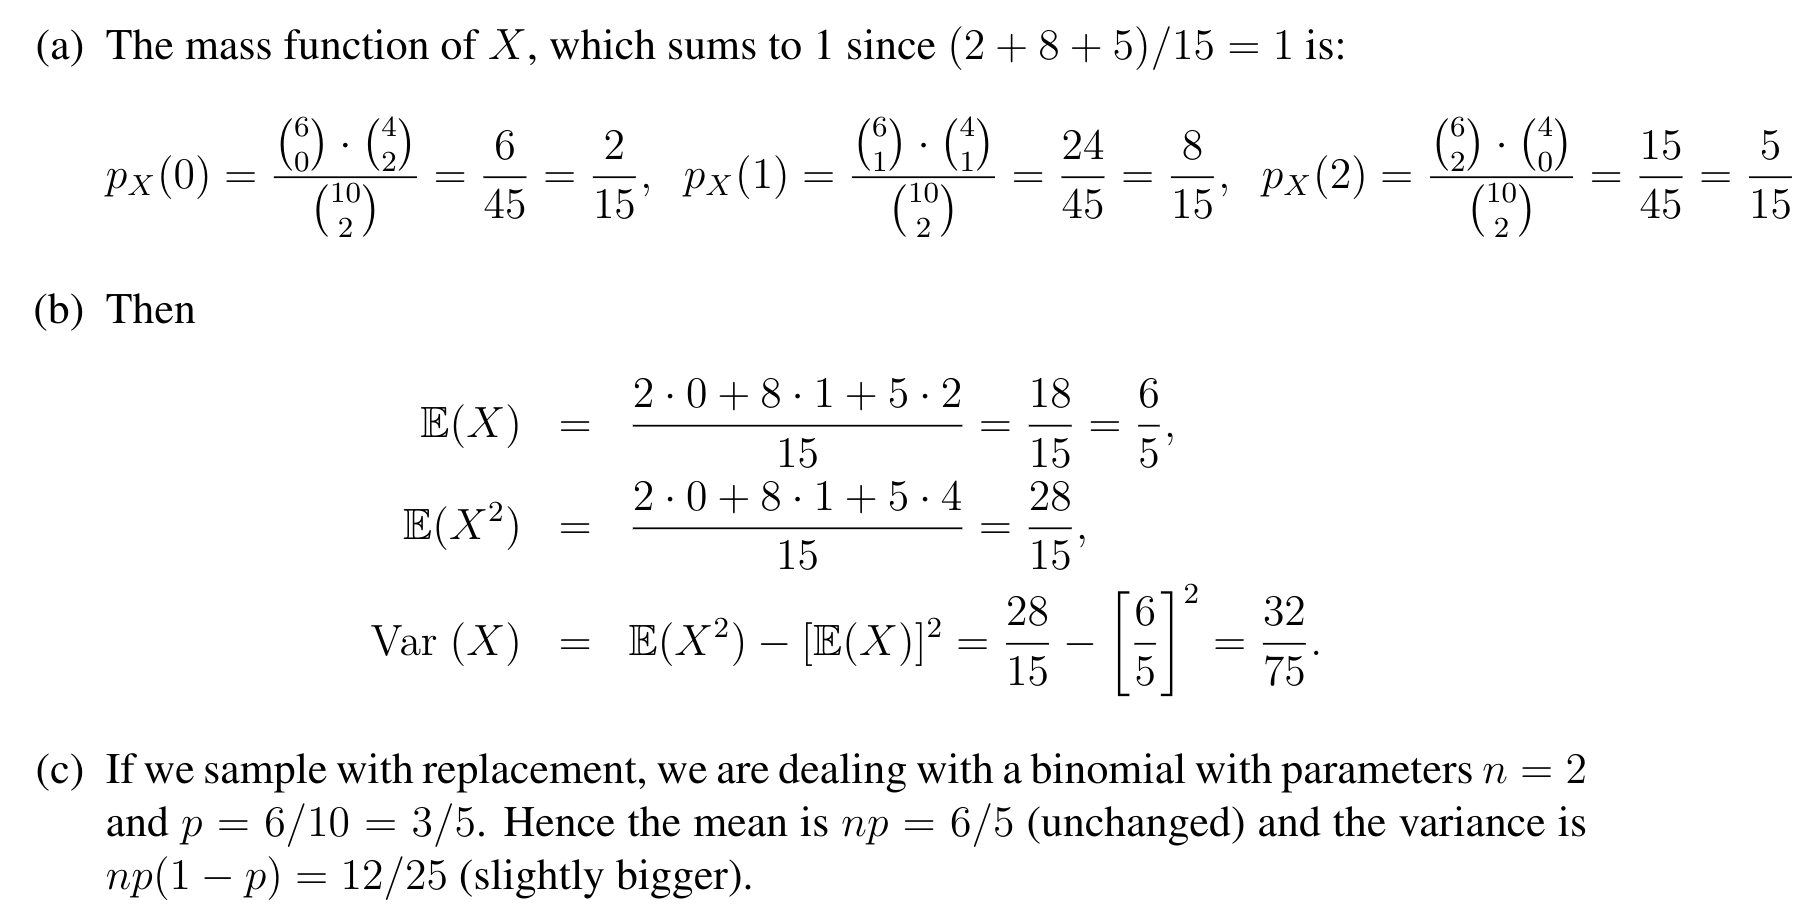 (a) The mass function of X, which sums to 1 since (2 + 8 + 5)/15 = 1 is:
p_X(0) = \frac{\binom{6}{0} \cdot \binom{4}{2}}{\binom{10}{2}} = \frac{6}{45} = \frac{2}{15}, p_X(1) = \frac{\binom{6}{1} \cdot \binom{4}{1}}{\binom{10}{2}} = \frac{24}{45} = \frac{8}{15}, p_X(2) = \frac{\binom{6}{2} \cdot \binom{4}{0}}{\binom{10}{2}} = \frac{15}{45} = \frac{5}{15}
(b) Then
\mathbb{E}(X) = \frac{2 \cdot 0 + 8 \cdot 1 + 5 \cdot 2}{15} = \frac{18}{15} = \frac{6}{5},
\mathbb{E}(X^2) = \frac{2 \cdot 0 + 8 \cdot 1 + 5 \cdot 4}{15} = \frac{28}{15},
Var (X) = \mathbb{E}(X^2) − [\mathbb{E}(X)]^2 = \frac{28}{15} − \left[\frac{6}{5}\right]^2 = \frac{32}{75}.
(c) If we sample with replacement, we are dealing with a binomial with parameters n = 2
and p = 6/10 = 3/5. Hence the mean is np = 6/5 (unchanged) and the variance is
np(1 − p) = 12/25 (slightly bigger).